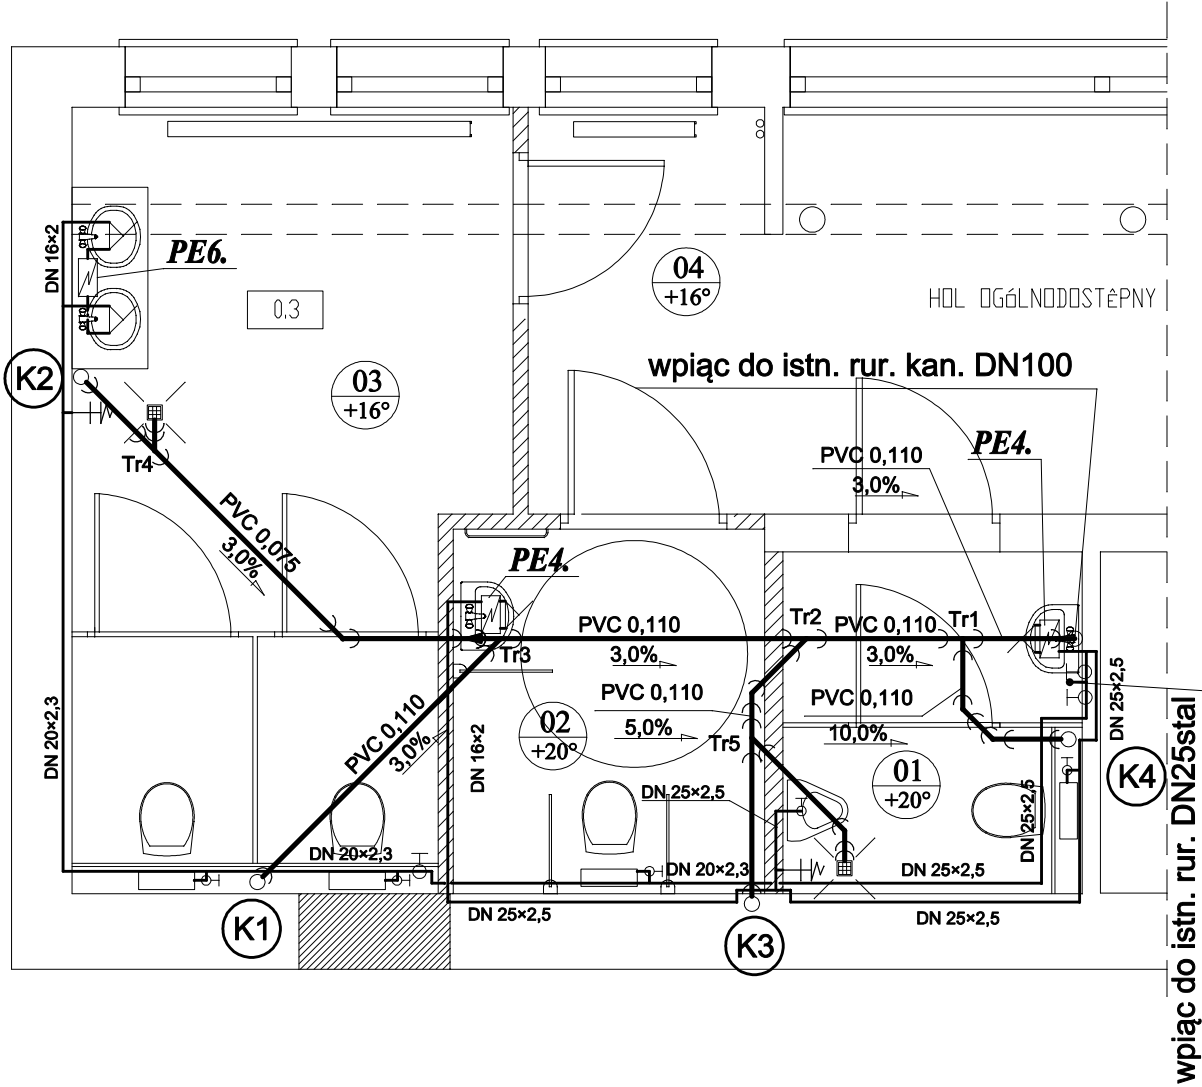 DN 16×2
PE6.
0,3
04
+16°
HOL OGÓLNODOSTĘPNY
wpiąc do istn. rur. kan. DN100
K2
03
+16°
Tr4
PVC 0,110
3,0%
PE4.
PVC 0,075
3,0%
PE4.
Tr3
PVC 0,110
3,0%
Tr2
PVC 0,110
3,0%
Tr1
DN 20×2,3
PVC 0,110
3,0%
DN 16×2
02
+20°
PVC 0,110
5,0%
Tr5
PVC 0,110
10,0%
DN 25×2,5
01
+20°
K4
DN 25×2,5
DN 25×2,5
DN 20×2,3
DN 20×2,3
DN 25×2,5
DN 25×2,5
DN 25×2,5
K1
K3
wpiąc do istn. rur. DN25stal